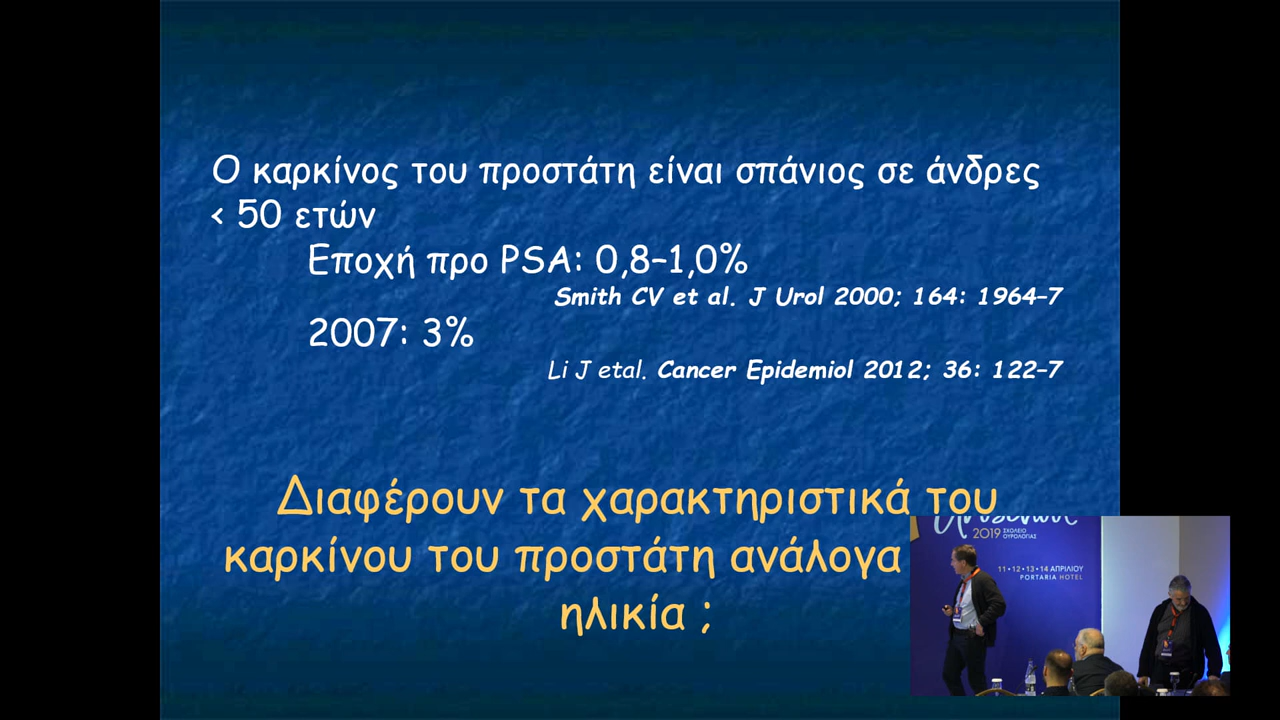 Ο καρκίνος του προστάτη είναι σπάνιος σε άνδρες
< 50 ετών
Εποχή προ PSA: 0,8–1,0%
Smith CV et al. J Urol 2000; 164: 1964–7
2007: 3%
Li J etal. Cancer Epidemiol 2012; 36: 122–7
Διαφέρουν τα χαρακτηριστικά του
καρκίνου του προστάτη ανάλογα
ηλικία ;
2019 ΣΧΟΛΕΙΟ
ΟΥΡΟΛΟΓΙΑΣ
11•12•13•14 ΑΠΡΙΛΙΟΥ
PORTARIA HOTEL